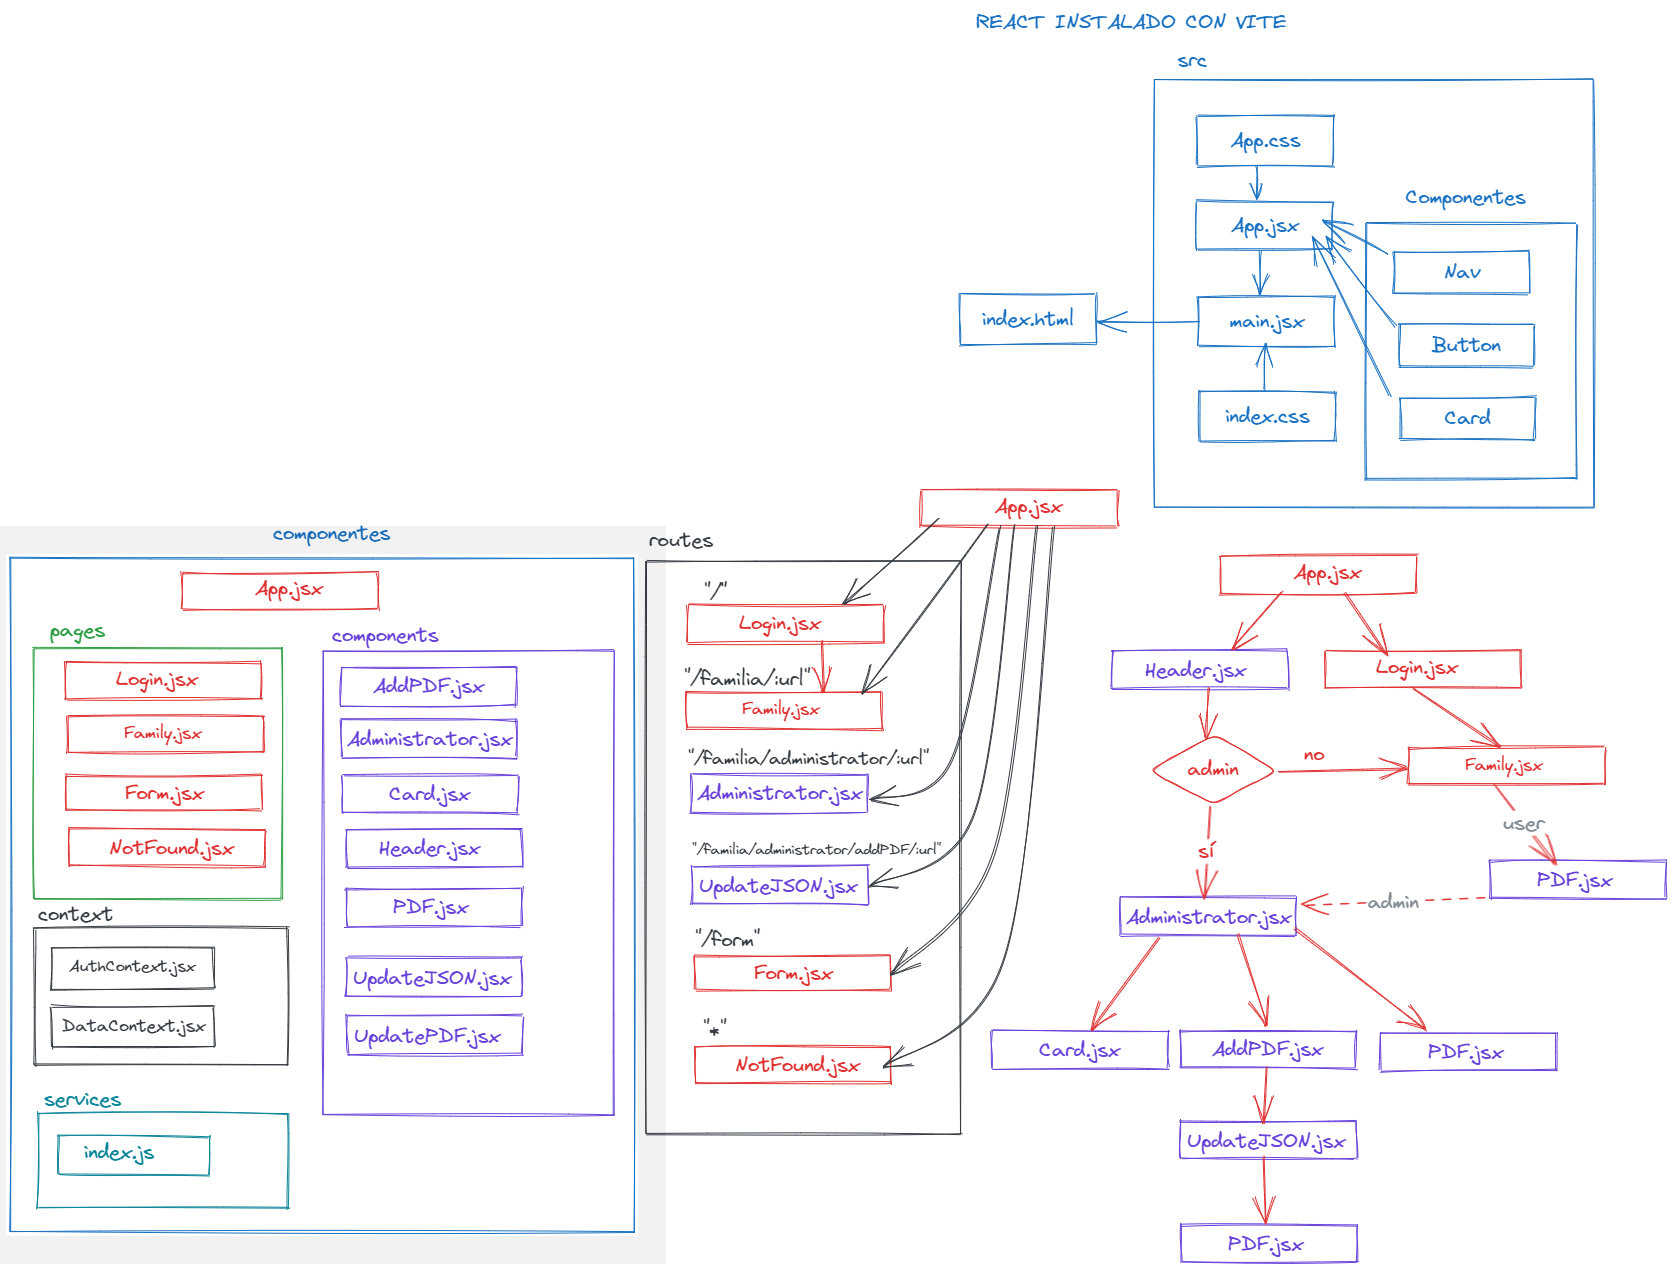 REACT INSTALADO CON VITE
src
App.css
App.jsx
main.jsx
index.css
index.html
Componentes
Nav
Button
Card
componentes
App.jsx
pages
Login.jsx
Family.jsx
Form.jsx
NotFound.jsx
context
AuthContext.jsx
DataContext.jsx
services
index.js
components
AddPDF.jsx
Administrator.jsx
Card.jsx
Header.jsx
PDF.jsx
UpdateJSON.jsx
UpdatePDF.jsx
App.jsx
routes
"/"
Login.jsx
"/familia/:url"
Family.jsx
"/familia/administrator/:url"
Administrator.jsx
"/familia/administrator/addPDF/:url"
UpdateJSON.jsx
"/form"
Form.jsx
"*"
NotFound.jsx
App.jsx
Header.jsx
Login.jsx
admin
no
Family.jsx
user
sí
PDF.jsx
admin
Administrator.jsx
Card.jsx
AddPDF.jsx
PDF.jsx
UpdateJSON.jsx
PDF.jsx